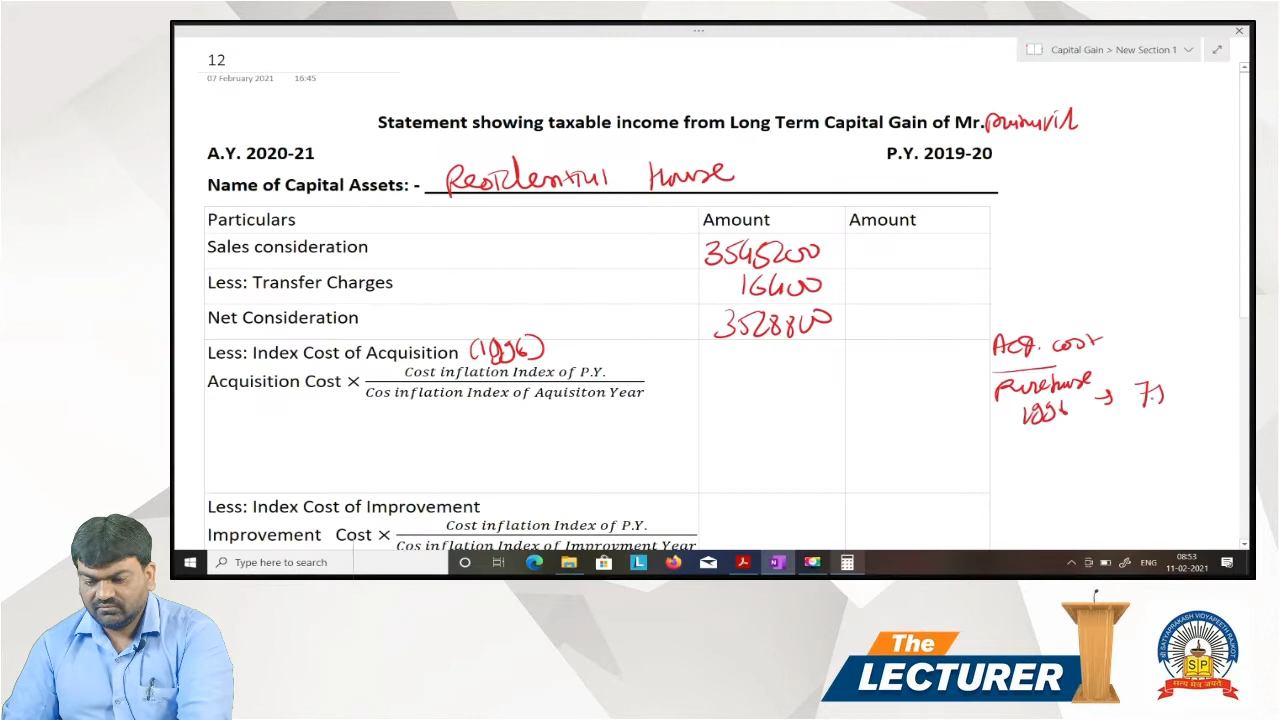 Capital Gain > New Section 1
12
07 February 2021 16:45
Statement showing taxable income from Long Term Capital Gain of Mr.
A.Y. 2020-21 P.Y. 2019-20
Name of Capital Assets: - Residential House
Particulars Amount Amount
Sales consideration 3545200
Less: Transfer Charges 16400
Net Consideration 3528800
Less: Index Cost of Acquisition (1996)
Acquisition Cost × Cost inflation Index of P.Y.
Cos inflation Index of Aquisiton Year
Acq. cost
Purchase
1996 →
Less: Index Cost of Improvement
Improvement Cost × Cost inflation Index of P.Y.
Cos inflation Index of Improvment Year
Type here to search
ENG
08:53
11-02-2021
The
LECTURER
SP